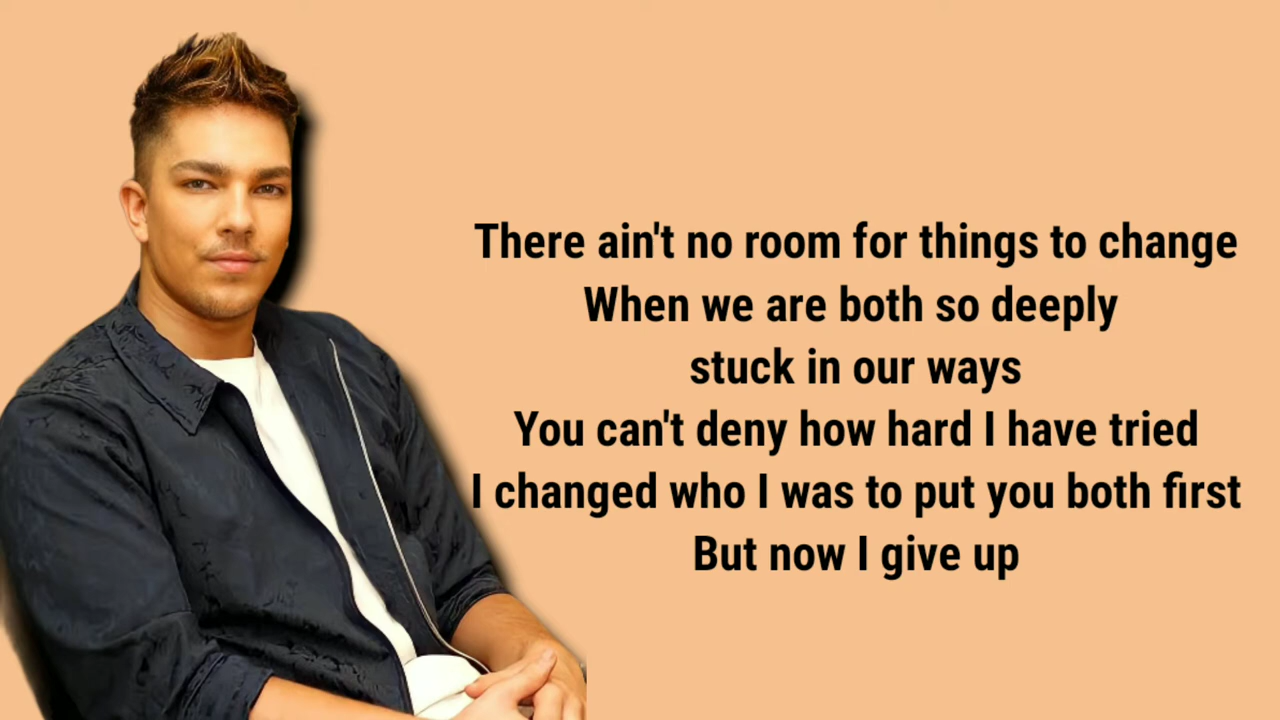 There ain't no room for things to change
When we are both so deeply
stuck in our ways
You can't deny how hard I have tried
I changed who I was to put you both first
But now I give up